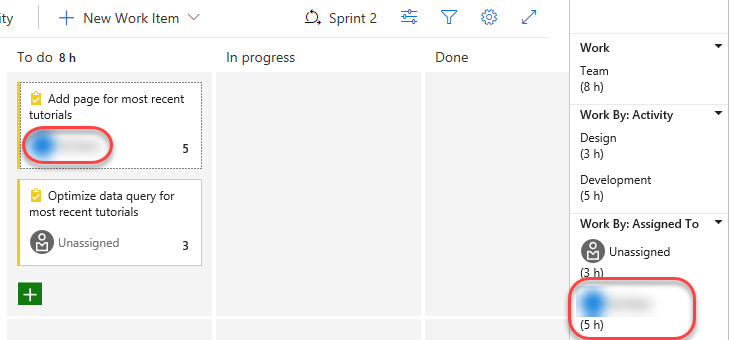 ity
New Work Item
Sprint 2
To do 8 h
In progress
Done
Add page for most recent
tutorials
5
Optimize data query for
most recent tutorials
Unassigned
3
Work
Team
(8 h)
Work By: Activity
Design
(3 h)
Development
(5 h)
Work By: Assigned To
Unassigned
(3 h)
(5 h)